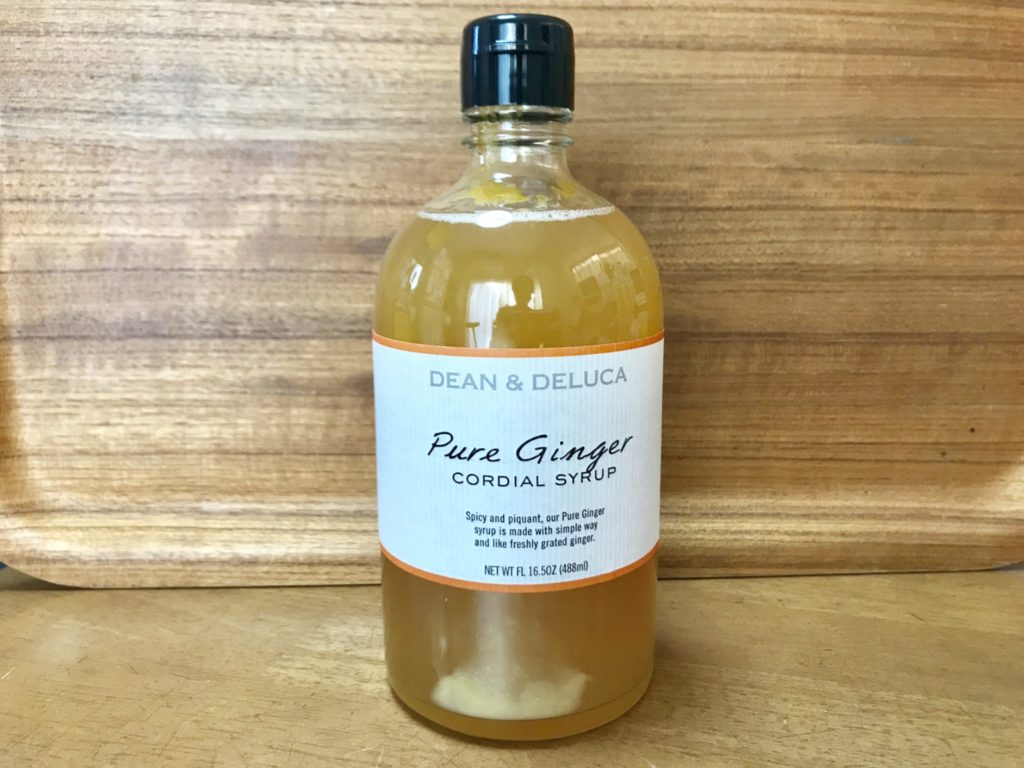 DEAN & DELUCA
Pure Ginger
CORDIAL SYRUP
Spicy and piquant, our Pure Ginger
syrup is made with simple way
and like freshly grated ginger.
NET WT FL 16.5OZ (488ml)